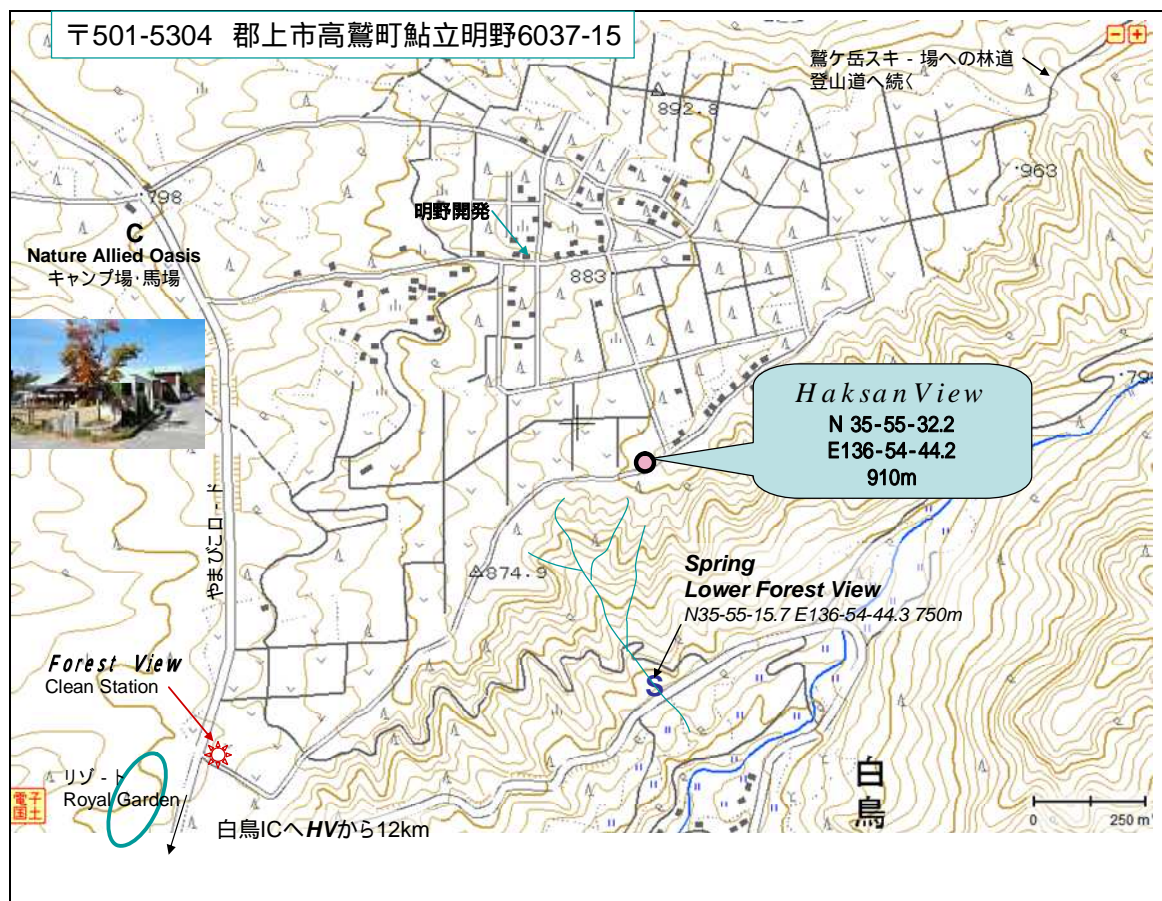 〒501-5304 郡上市高鷲町鮎立明野6037-15
鷲ケ岳スキ-場への林道
登山道へ続く
892.8
963
798
C
Nature Allied Oasis
キャンプ場・馬場
明野開発
883
HaksanView
N 35-55-32.2
E136-54-44.2
910m
やまびこロ-ド
874.9
Spring
Lower Forest View
N35-55-15.7 E136-54-44.3 750m
S
Forest View
Clean Station
リゾ-ト
Royal Garden
白鳥ICへHVから12km
白鳥
電子国土
0 250 m